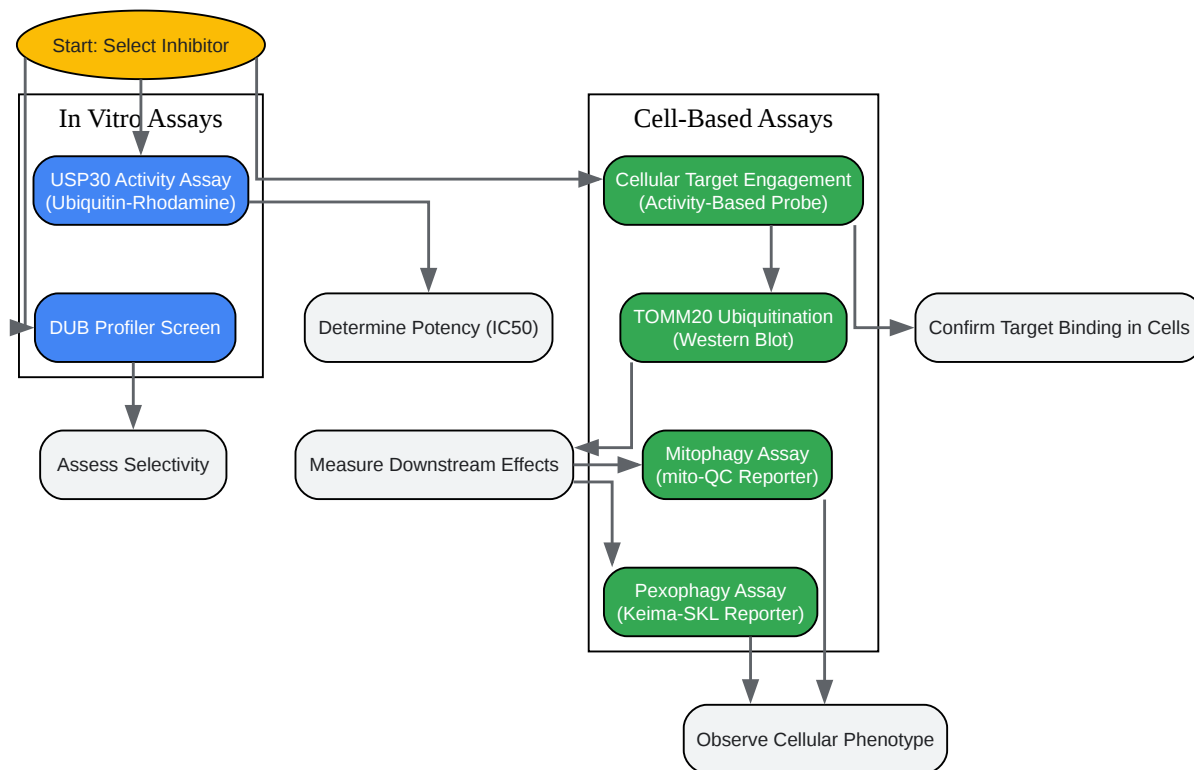 Start: Select Inhibitor
In Vitro Assays
Cell-Based Assays
USP30 Activity Assay
(Ubiquitin-Rhodamine)
Cellular Target Engagement
(Activity-Based Probe)
DUB Profiler Screen
Determine Potency (IC50)
TOMM20 Ubiquitination
(Western Blot)
Confirm Target Binding in Cells
Assess Selectivity
Measure Downstream Effects
Mitophagy Assay
(mito-QC Reporter)
Pexophagy Assay
(Keima-SKL Reporter)
Observe Cellular Phenotype